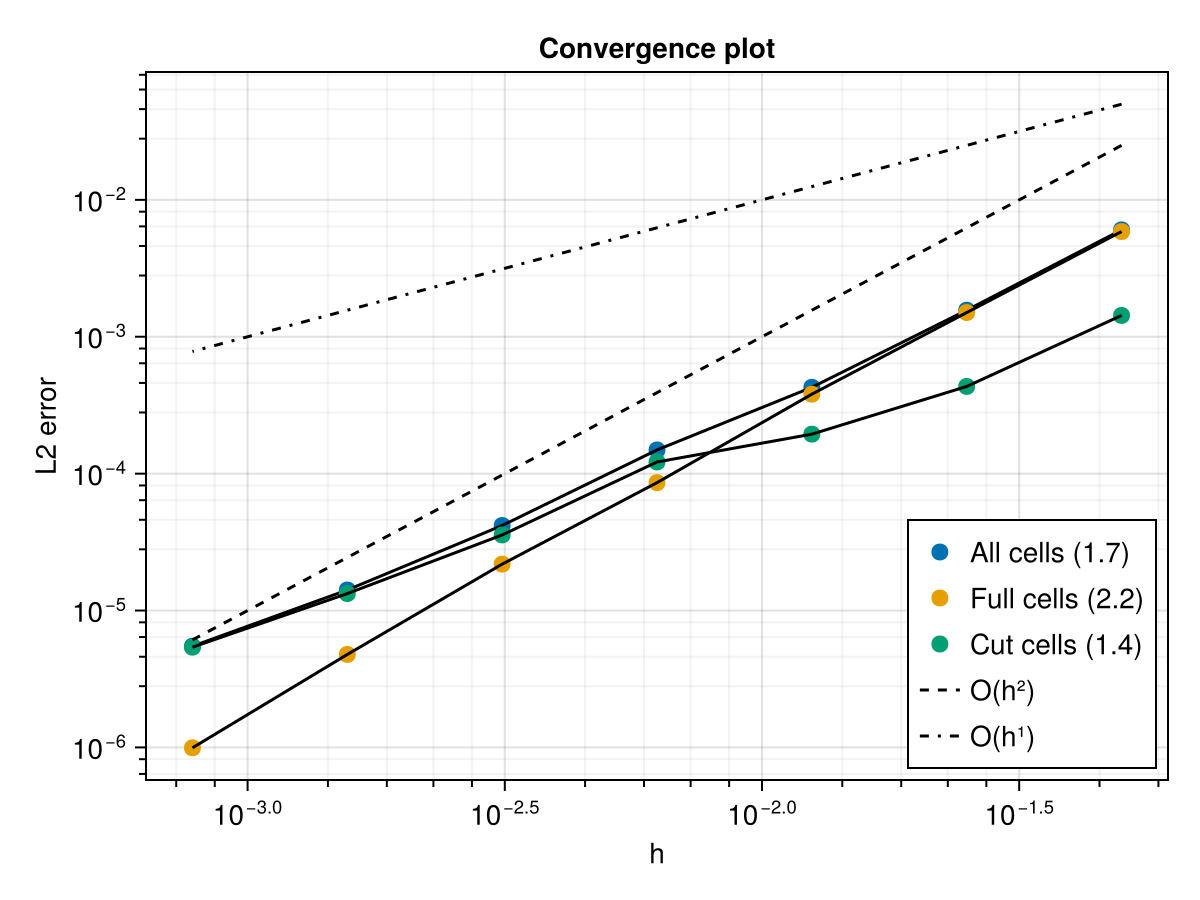 Convergence plot
L2 error
10⁻²
10⁻³
10⁻⁴
10⁻⁵
10⁻⁶
All cells (1.7)
Full cells (2.2)
Cut cells (1.4)
O(h²)
O(h¹)
10⁻³·⁰ 10⁻²·⁵ 10⁻²·⁰ 10⁻¹·⁵
h